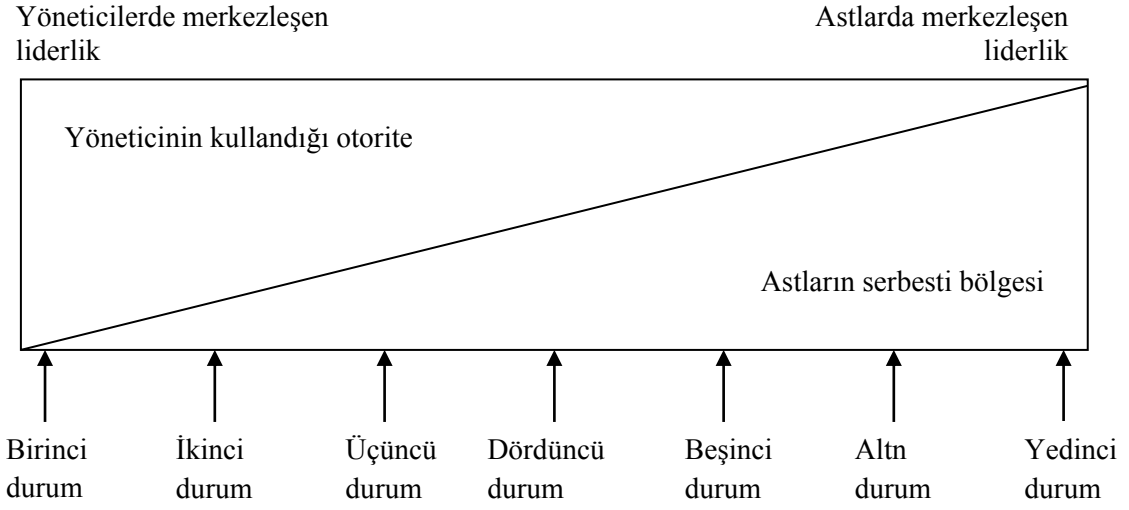 Yöneticilerde merkezleşen
liderlik
Astlarda merkezleşen
liderlik
Yöneticinin kullandığı otorite
Astların serbesti bölgesi
Birinci
durum
İkinci
durum
Üçüncü
durum
Dördüncü
durum
Beşinci
durum
Altn
durum
Yedinci
durum